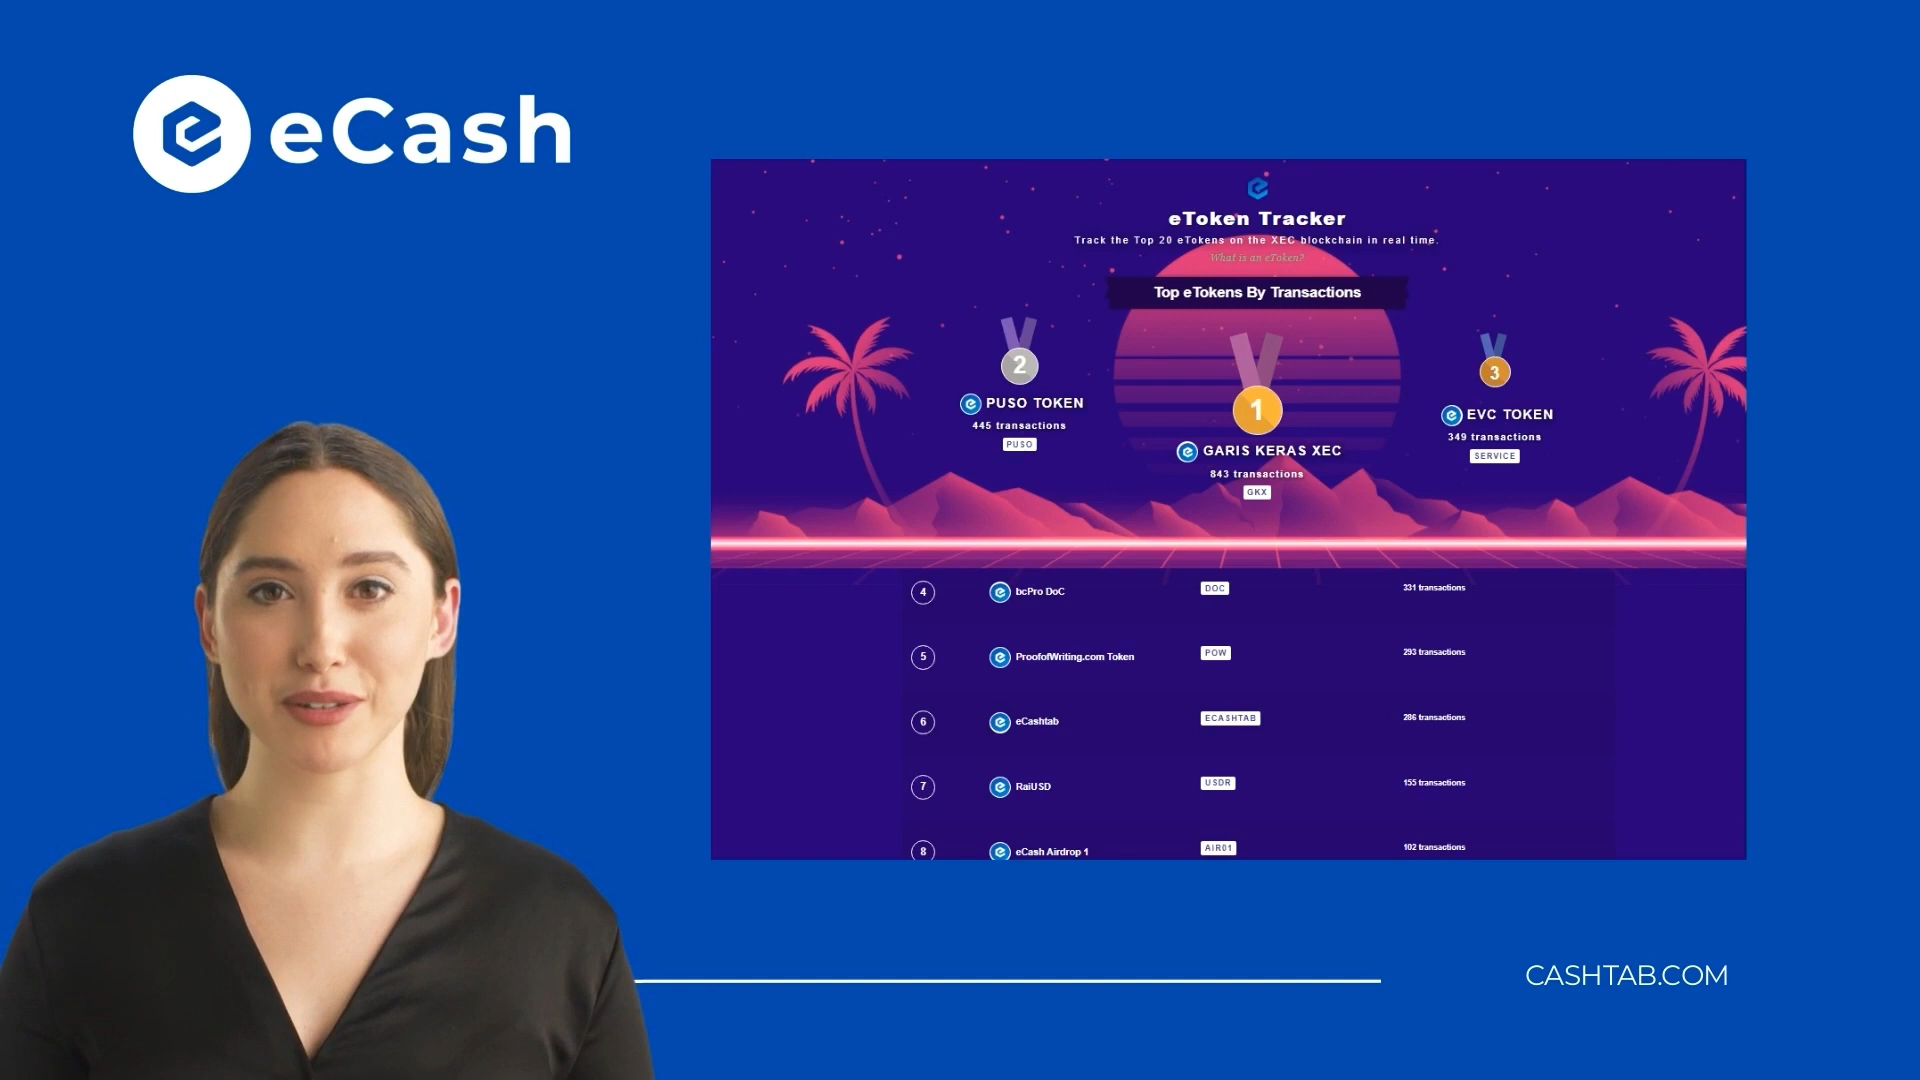 eCash
eToken Tracker
Track the Top 20 eTokens on the XEC blockchain in real time.
What is an eToken?
Top eTokens By Transactions
2
PUSO TOKEN
445 transactions
PUSO
1
GARIS KERAS XEC
843 transactions
GKX
3
EVC TOKEN
349 transactions
SERVICE
4 bcPro DoC DOC 331 transactions
5 ProofofWriting.com Token POW 293 transactions
6 eCashtab ECASHTAB 286 transactions
7 RaiUSD USDR 155 transactions
8 eCash Airdrop 1 AIR01 102 transactions
CASHTAB.COM